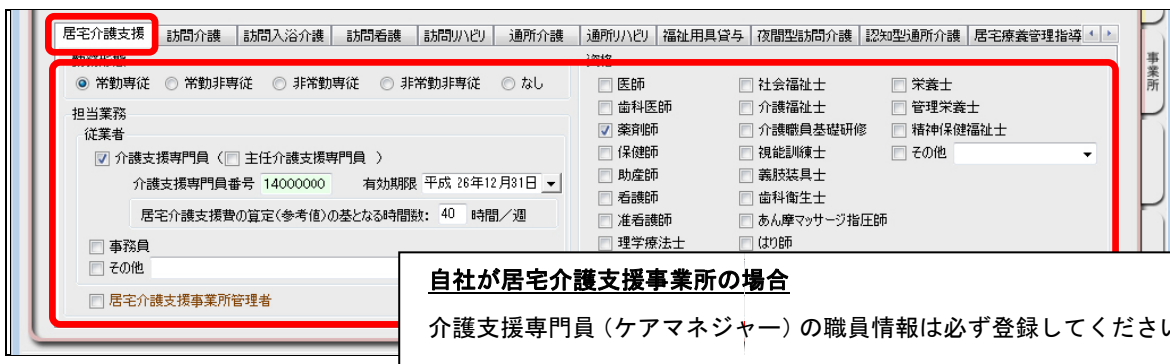 居宅介護支援 訪問介護 訪問入浴介護 訪問看護 訪問リハビリ 通所介護 通所リハビリ 福祉用具貸与 夜間型訪問介護 認知型通所介護 居宅療養管理指導
事業所
資格
常勤専従 常勤非専従 非常勤専従 非常勤非専従 なし
担当業務
従業者
介護支援専門員 ( 主任介護支援専門員 )
介護支援専門員番号 14000000 有効期限 平成 26年12月31日
居宅介護支援費の算定(参考値)の基となる時間数: 40 時間/週
事務員
その他
居宅介護支援事業所管理者
医師 社会福祉士 栄養士
歯科医師 介護福祉士 管理栄養士
薬剤師 介護職員基礎研修 精神保健福祉士
保健師 視能訓練士 その他
助産師 義肢装具士
看護師 歯科衛生士
准看護師 あん摩マッサージ指圧師
理学療法士 はり師
自社が居宅介護支援事業所の場合
介護支援専門員(ケアマネジャー)の職員情報は必ず登録してくださ